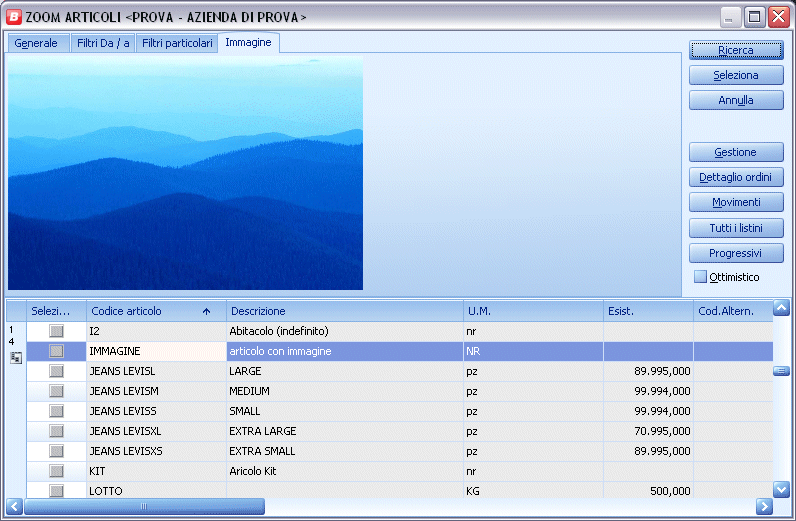 B ZOOM ARTICOLI <PROVA - AZIENDA DI PROVA>
Generale Filtri Da / a Filtri particolari Immagine
Ricerca
Seleziona
Annulla
Gestione
Dettaglio ordini
Movimenti
Tutti i listini
Progressivi
Ottimistico
Selezi... Codice articolo Descrizione U.M. Esist. Cod.Altern.
1
4
I2 Abitacolo (indefinito) nr
IMMAGINE articolo con immagine NR
JEANS LEVISL LARGE pz 89.995,000
JEANS LEVISM MEDIUM pz 99.994,000
JEANS LEVISS SMALL pz 99.994,000
JEANS LEVISXL EXTRA LARGE pz 70.995,000
JEANS LEVISXS EXTRA SMALL pz 89.995,000
KIT Aricolo Kit nr
LOTTO KG 500,000